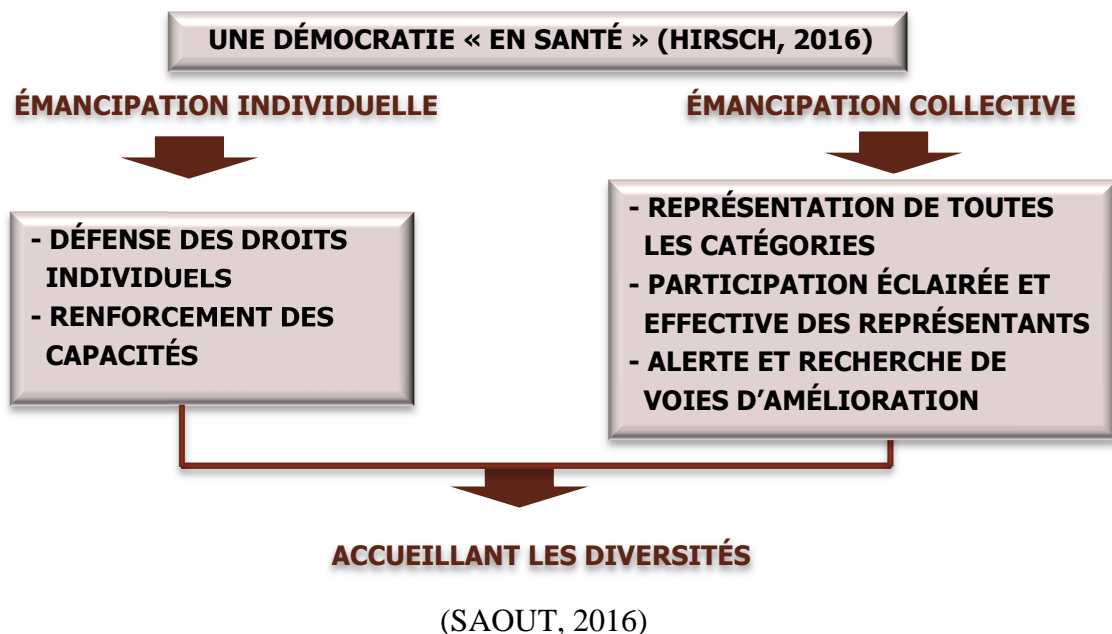 UNE DÉMOCRATIE « EN SANTÉ » (HIRSCH, 2016)
ÉMANCIPATION INDIVIDUELLE
- DÉFENSE DES DROITS
INDIVIDUELS
- RENFORCEMENT DES
CAPACITÉS
ÉMANCIPATION COLLECTIVE
- REPRÉSENTATION DE TOUTES
LES CATÉGORIES
- PARTICIPATION ÉCLAIRÉE ET
EFFECTIVE DES REPRÉSENTANTS
- ALERTE ET RECHERCHE DE
VOIES D’AMÉLIORATION
ACCUEILLANT LES DIVERSITÉS
(SAOUT, 2016)